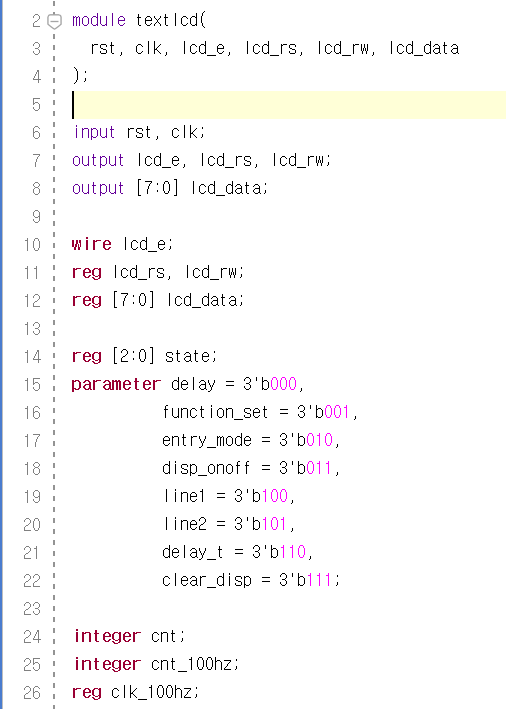 2 module textlcd(
3 rst, clk, lcd_e, lcd_rs, lcd_rw, lcd_data
4 );
5
6 input rst, clk;
7 output lcd_e, lcd_rs, lcd_rw;
8 output [7:0] lcd_data;
9
10 wire lcd_e;
11 reg lcd_rs, lcd_rw;
12 reg [7:0] lcd_data;
13
14 reg [2:0] state;
15 parameter delay = 3'b000,
16 function_set = 3'b001,
17 entry_mode = 3'b010,
18 disp_onoff = 3'b011,
19 line1 = 3'b100,
20 line2 = 3'b101,
21 delay_t = 3'b110,
22 clear_disp = 3'b111;
23
24 integer cnt;
25 integer cnt_100hz;
26 reg clk_100hz;